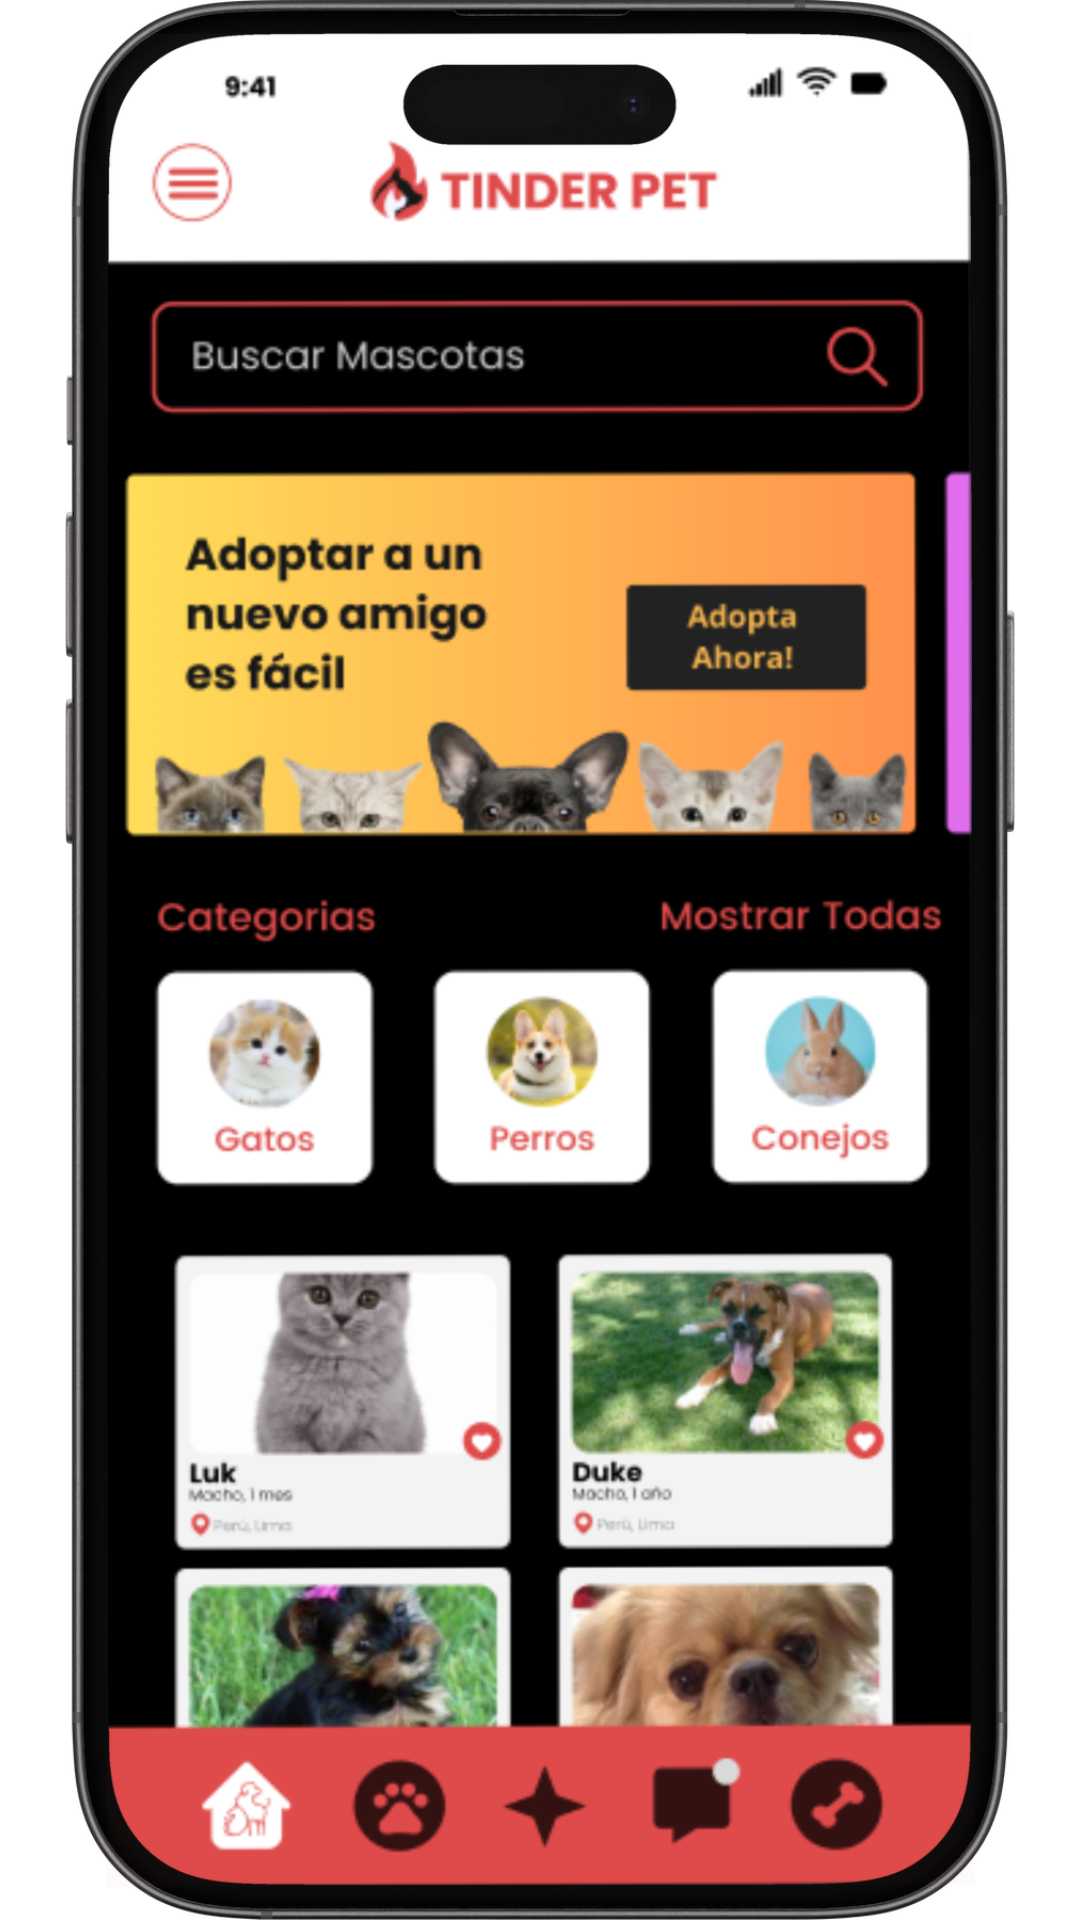 9:41
TINDER PET
Buscar Mascotas
Adoptar a un
nuevo amigo
es fácil
Adopta
Ahora!
Categorias
Mostrar Todas
Gatos
Perros
Conejos
Luk
Macho, 1 mes
Perú, Lima
Duke
Macho, 1 año
Perú, Lima